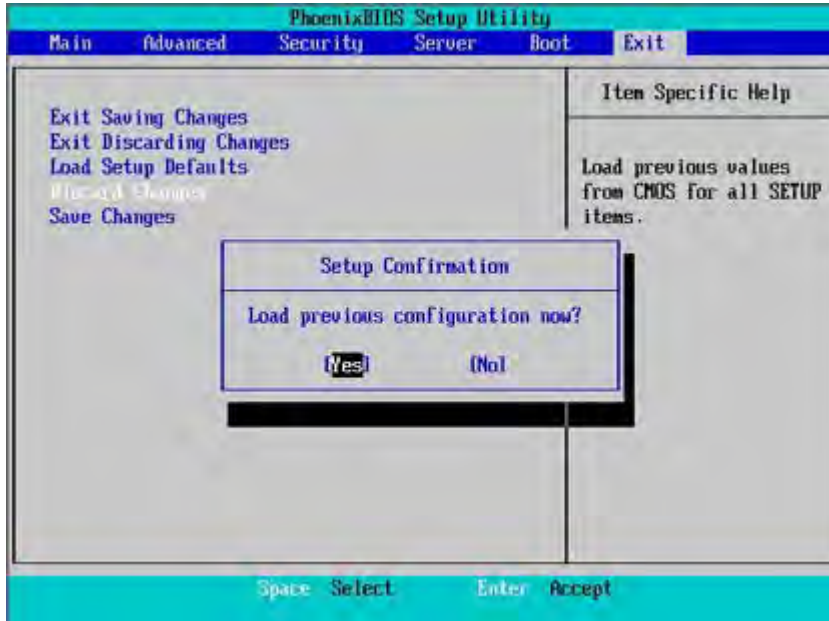 PhoenixBIOS Setup Utility
Main Advanced Security Server Boot Exit
Item Specific Help
Exit Saving Changes
Exit Discarding Changes
Load Setup Defaults
Discard Changes
Save Changes
Load previous values
from CMOS for all SETUP
items.
Setup Confirmation
Load previous configuration now?
[Yes] [No]
Space Select Enter Accept